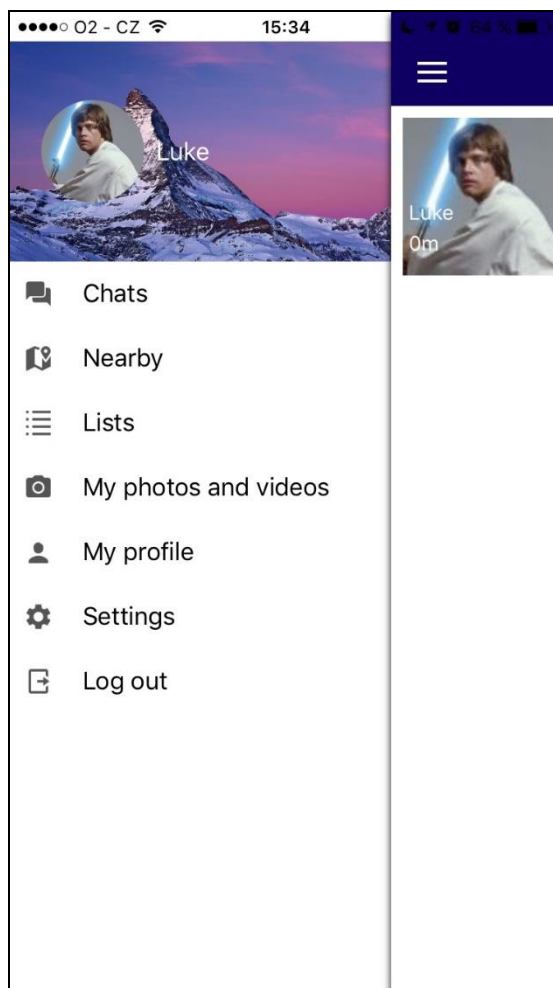 O2 - CZ 15:34 64 %
Luke
Chats
Nearby
Lists
My photos and videos
My profile
Settings
Log out
Luke
0m